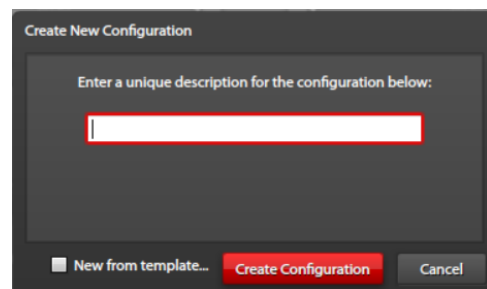 Create New Configuration
Enter a unique description for the configuration below:
New from template...
Create Configuration
Cancel